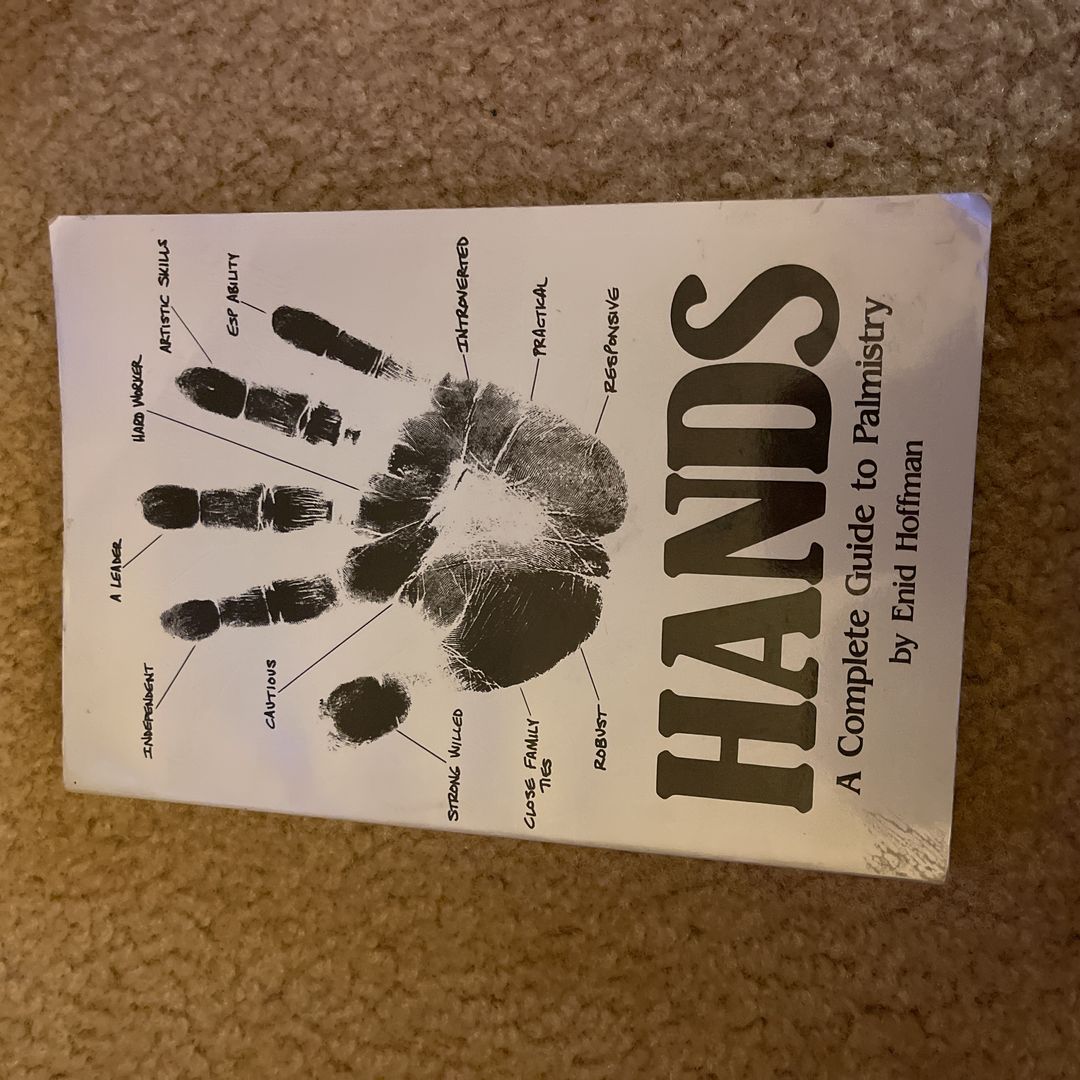 A LEADER
HARD WORKER
ARTISTIC SKILLS
INDEPENDENT
ESP ABILITY
CAUTIOUS
STRONG WILLED
INTROVERTED
CLOSE FAMILY
TIES
PRACTICAL
ROBUST
RESPONSIVE
HANDS
A Complete Guide to Palmistry
by Enid Hoffman